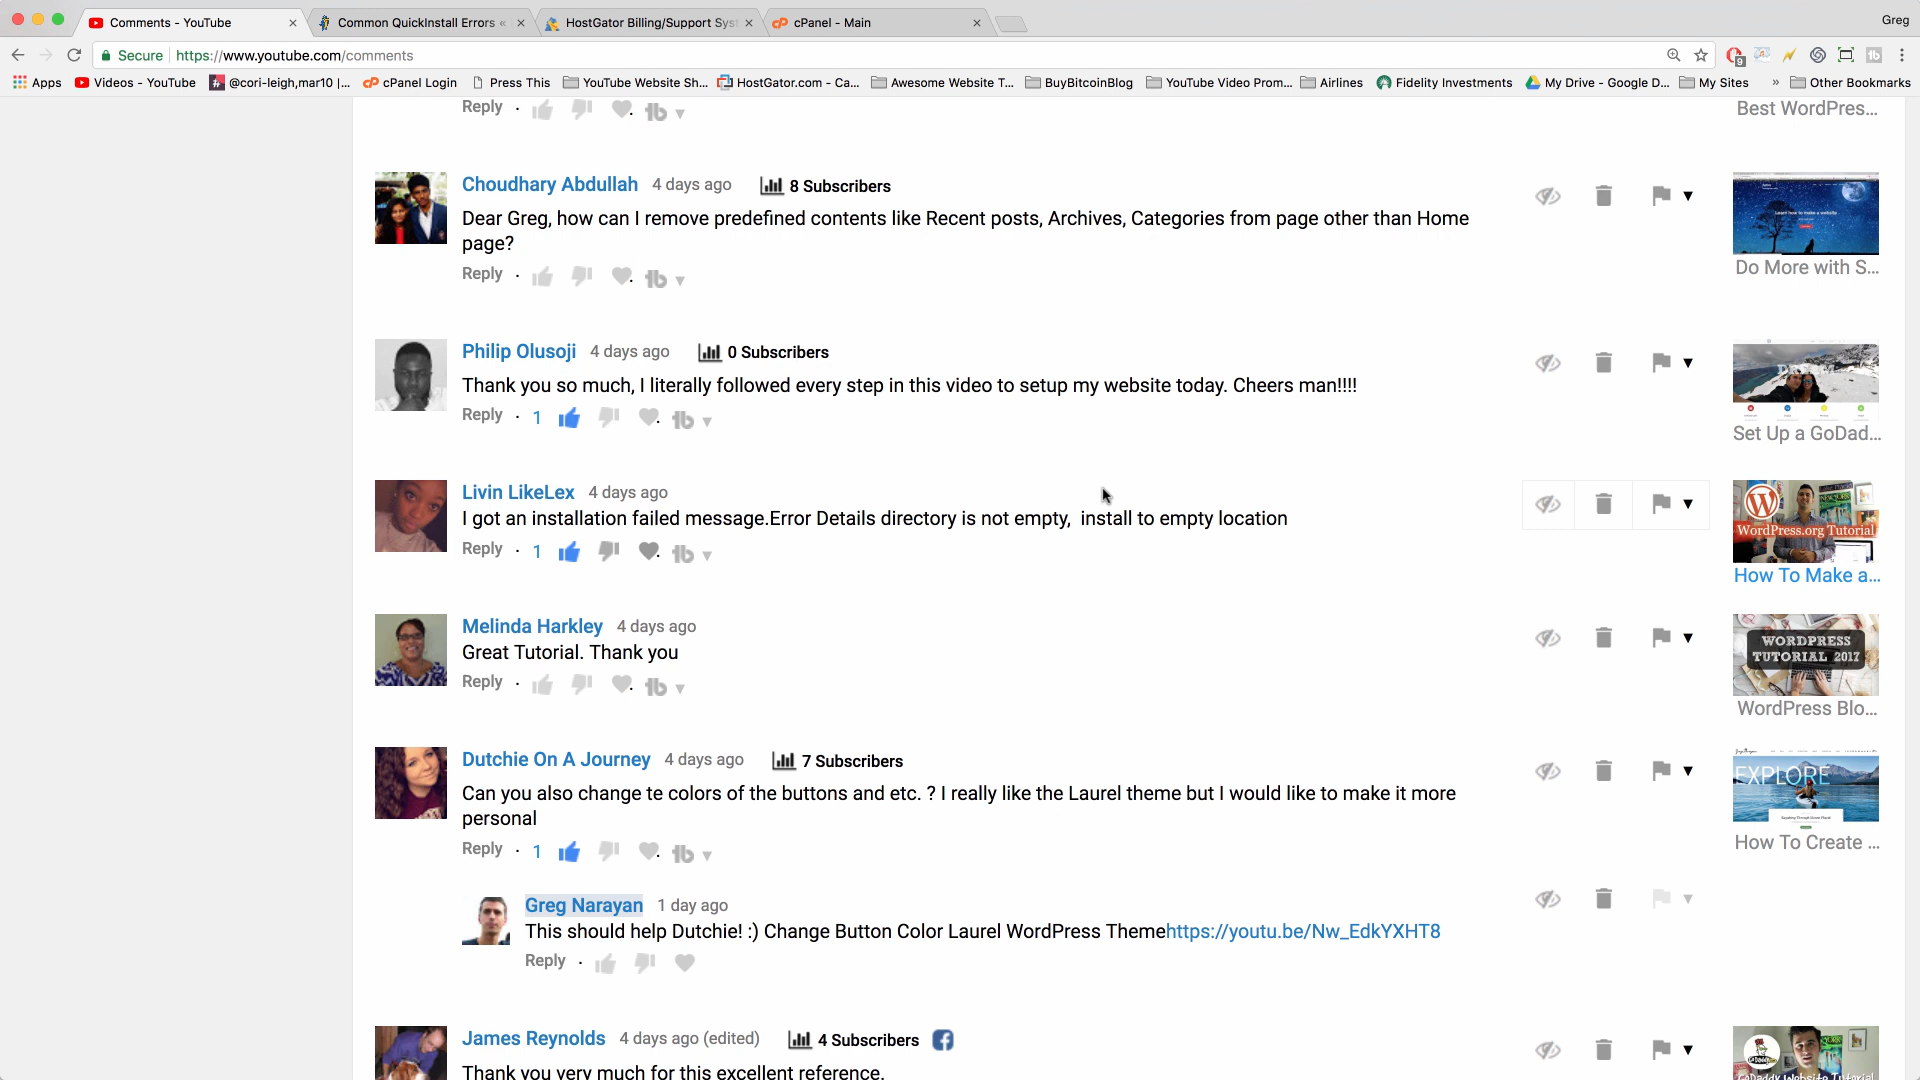 Comments - YouTube
Common QuickInstall Errors «
HostGator Billing/Support Syst
cPanel - Main
Greg
Secure
https://www.youtube.com/comments
9
Apps
Videos - YouTube
@cori-leigh,mar10 |...
cPanel Login
Press This
YouTube Website Sh...
HostGator.com - Ca...
Awesome Website T...
BuyBitcoinBlog
YouTube Video Prom...
Airlines
Fidelity Investments
My Drive - Google D...
My Sites
»
Other Bookmarks
Reply ·
Best WordPres...
Choudhary Abdullah 4 days ago 8 Subscribers
Dear Greg, how can I remove predefined contents like Recent posts, Archives, Categories from page other than Home
page?
Reply ·
Do More with S...
Philip Olusoji 4 days ago 0 Subscribers
Thank you so much, I literally followed every step in this video to setup my website today. Cheers man!!!!
Reply · 1
Set Up a GoDad...
Livin LikeLex 4 days ago
I got an installation failed message.Error Details directory is not empty,  install to empty location
Reply · 1
WordPress.org Tutorial
How To Make a...
Melinda Harkley 4 days ago
Great Tutorial. Thank you
Reply ·
WORDPRESS
TUTORIAL 2017
WordPress Blo...
Dutchie On A Journey 4 days ago 7 Subscribers
Can you also change te colors of the buttons and etc. ? I really like the Laurel theme but I would like to make it more
personal
Reply · 1
EXPLORE
How To Create ...
Greg Narayan 1 day ago
This should help Dutchie! :) Change Button Color Laurel WordPress Themehttps://youtu.be/Nw_EdkYXHT8
Reply ·
James Reynolds 4 days ago (edited) 4 Subscribers
Thank you very much for this excellent reference.
GoDaddy Website Tutorial